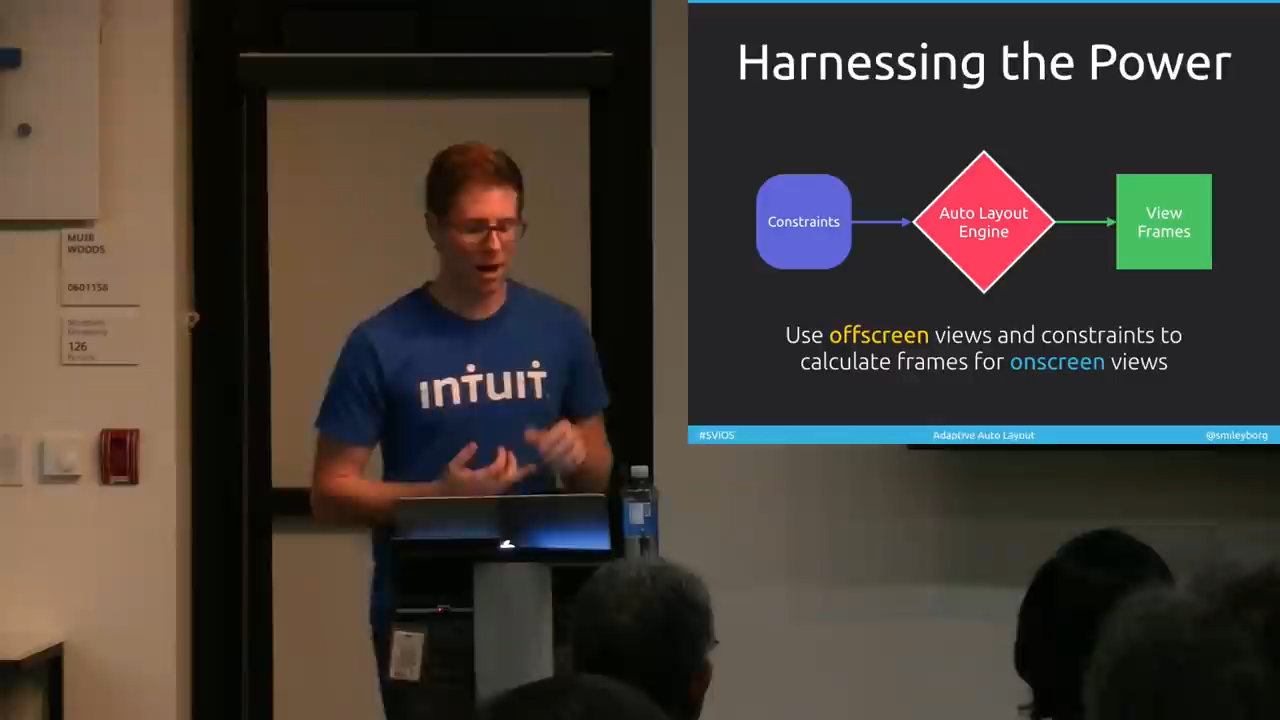 Harnessing the Power
Constraints
Auto Layout
Engine
View
Frames
Use offscreen views and constraints to
calculate frames for onscreen views
#SViOS
Adaptive Auto Layout
@smileyborg
MUIR
WOODS
0601158
126
INTUIT